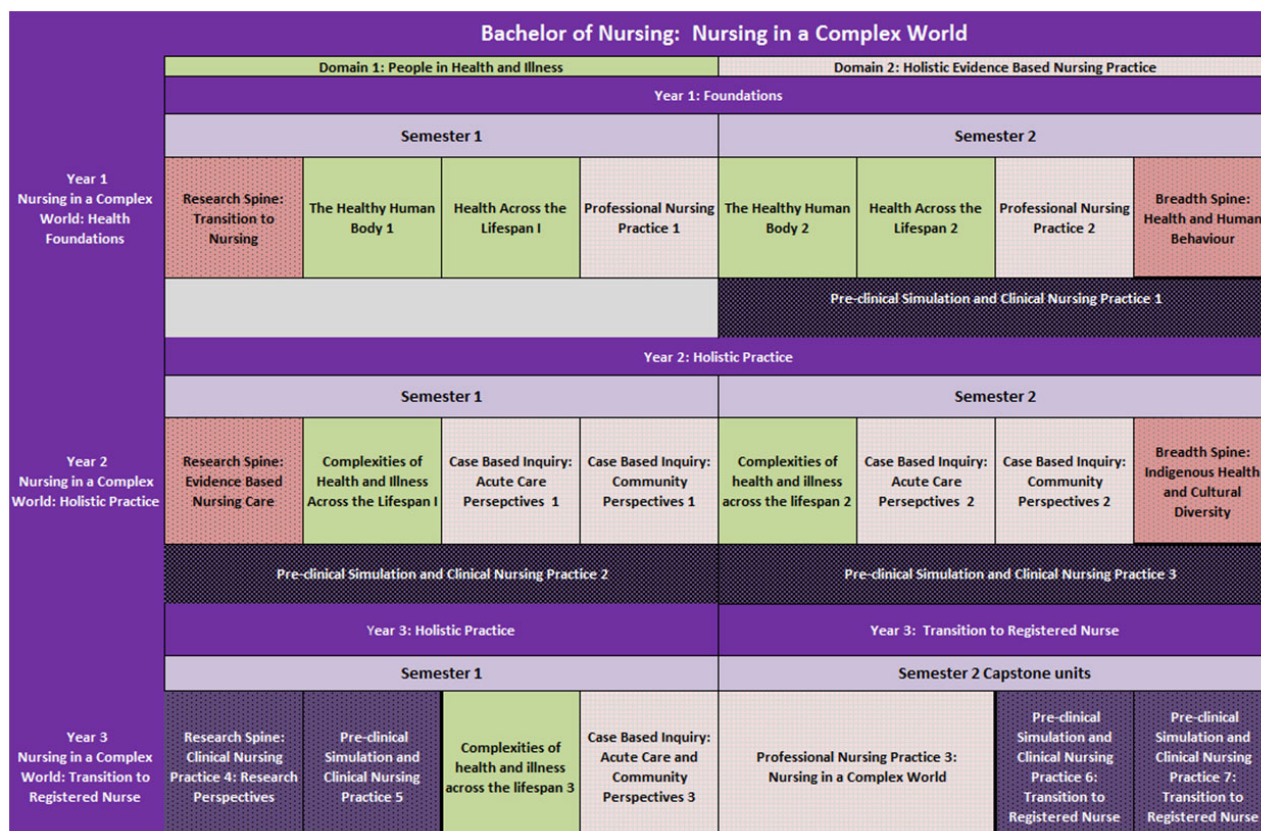 Bachelor of Nursing: Nursing in a Complex World
Domain 1: People in Health and Illness
Domain 2: Holistic Evidence Based Nursing Practice
Year 1: Foundations
Semester 1
Semester 2
Year 1
Nursing in a Complex
World: Health
Foundations
Research Spine:
Transition to
Nursing
The Healthy Human
Body 1
Health Across the
Lifespan I
Professional Nursing
Practice 1
The Healthy Human
Body 2
Health Across the
Lifespan 2
Professional Nursing
Practice 2
Breadth Spine:
Health and Human
Behaviour
Pre-clinical Simulation and Clinical Nursing Practice 1
Year 2: Holistic Practice
Semester 1
Semester 2
Year 2
Nursing in a Complex
World: Holistic Practice
Research Spine:
Evidence Based
Nursing Care
Complexities of
Health and Illness
Across the Lifespan I
Case Based Inquiry:
Acute Care
Persepctives 1
Case Based Inquiry:
Community
Perspectives 1
Complexities of
health and illness
across the lifespan 2
Case Based Inquiry:
Acute Care
Persepctives 2
Case Based Inquiry:
Community
Perspectives 2
Breadth Spine:
Indigenous Health
and Cultural
Diversity
Pre-clinical Simulation and Clinical Nursing Practice 2
Pre-clinical Simulation and Clinical Nursing Practice 3
Year 3: Holistic Practice
Year 3: Transition to Registered Nurse
Semester 1
Semester 2 Capstone units
Year 3
Nursing in a Complex
World: Transition to
Registered Nurse
Research Spine:
Clinical Nursing
Practice 4: Research
Perspectives
Pre-clinical
Simulation and
Clinical Nursing
Practice 5
Complexities of
health and illness
across the lifespan 3
Case Based Inquiry:
Acute Care and
Community
Perspectives 3
Professional Nursing Practice 3:
Nursing in a Complex World
Pre-clinical
Simulation and
Clinical Nursing
Practice 6:
Transition to
Registered Nurse
Pre-clinical
Simulation and
Clinical Nursing
Practice 7:
Transition to
Registered Nurse